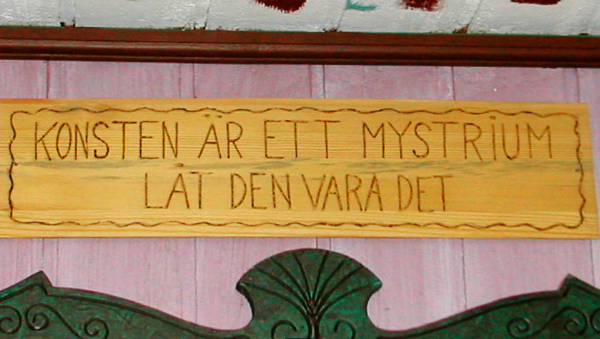 KONSTEN ÄR ETT MYSTRIUM
LÅT DEN VARA DET